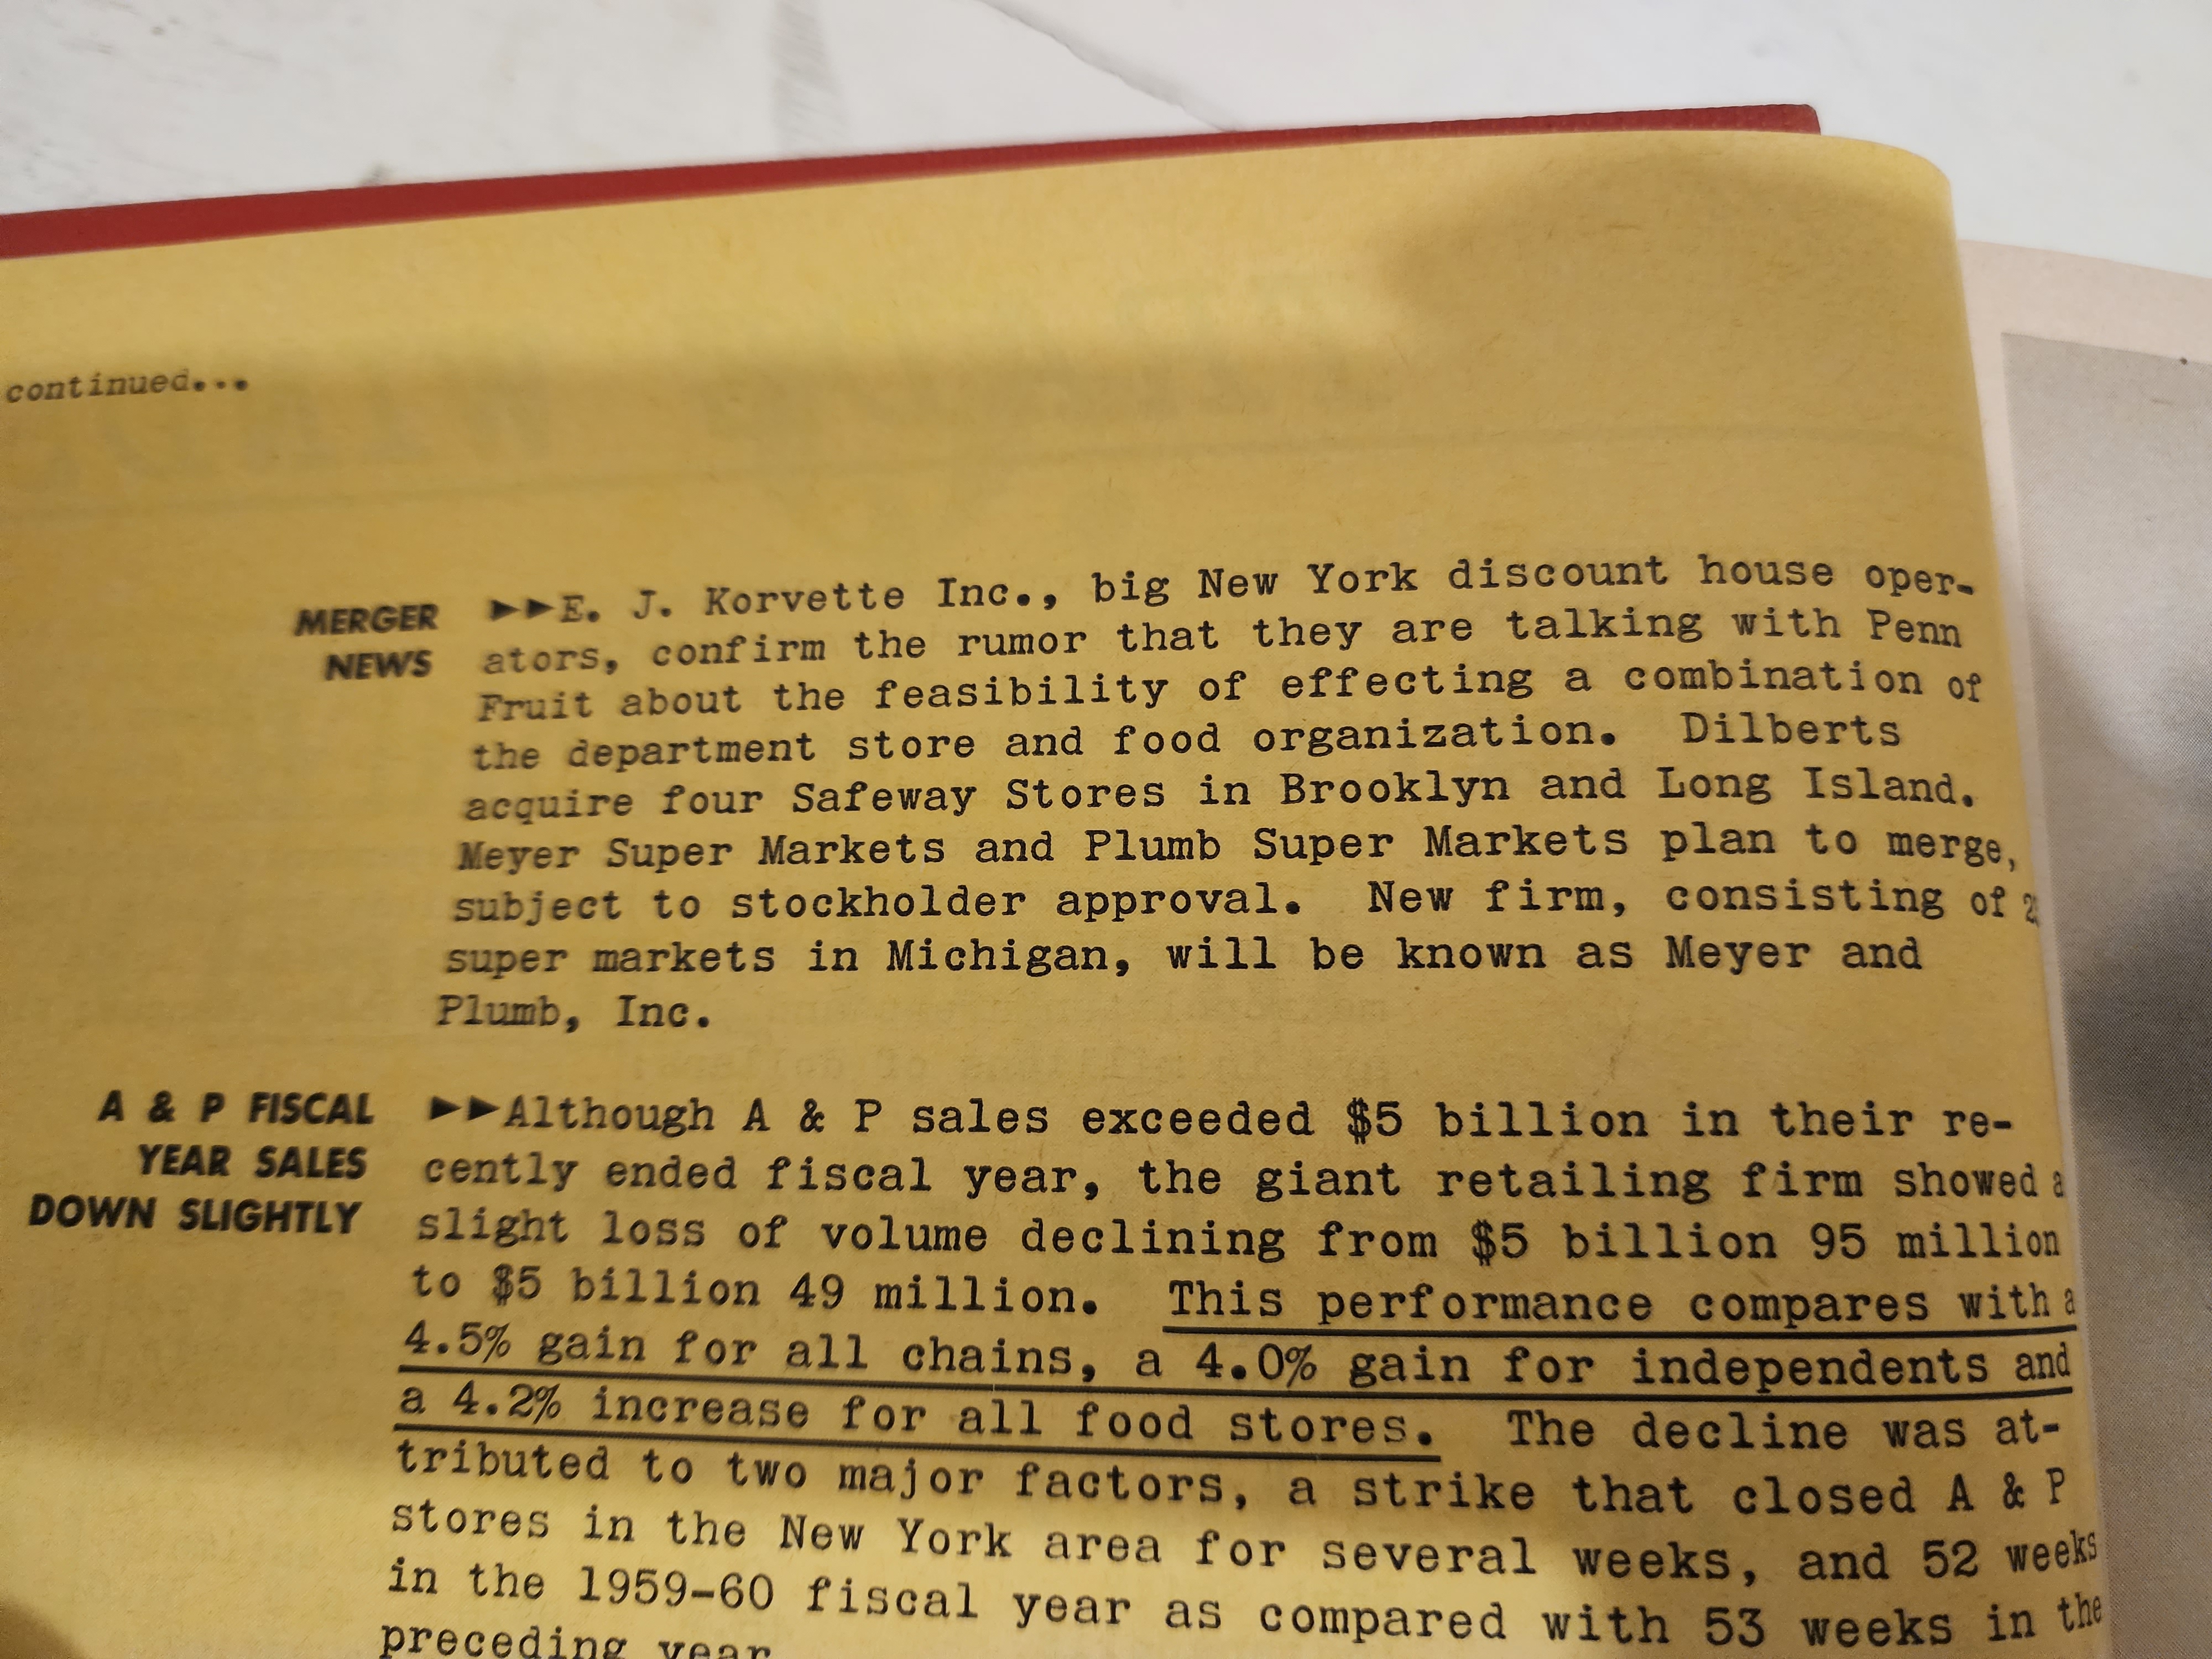 continued...
MERGER
NEWS
►►E. J. Korvette Inc., big New York discount house oper-
ators, confirm the rumor that they are talking with Penn
Fruit about the feasibility of effecting a combination of
the department store and food organization. Dilberts
acquire four Safeway Stores in Brooklyn and Long Island.
Meyer Super Markets and Plumb Super Markets plan to merge,
subject to stockholder approval. New firm, consisting of
super markets in Michigan, will be known as Meyer and
Plumb, Inc.
A & P FISCAL
YEAR SALES
DOWN SLIGHTLY
►►Although A & P sales exceeded $5 billion in their re-
cently ended fiscal year, the giant retailing firm showed a
slight loss of volume declining from $5 billion 95 million
to $5 billion 49 million. This performance compares with a
4.5% gain for all chains, a 4.0% gain for independents and
a 4.2% increase for all food stores. The decline was at-
tributed to two major factors, a strike that closed A & P
stores in the New York area for several weeks, and 52 weeks
in the 1959-60 fiscal year as compared with 53 weeks in the
preceding year